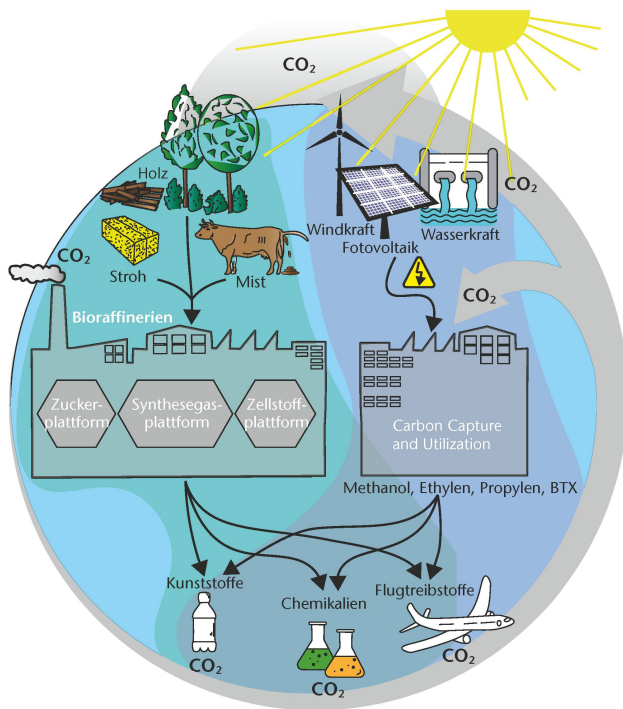 CO₂
Holz
CO₂
Windkraft
Wasserkraft
Fotovoltaik
CO₂
Stroh
Mist
CO₂
Bioraffinerien
Zucker-
plattform
Synthesegas-
plattform
Zellstoff-
plattform
Carbon Capture
and Utilization
Methanol, Ethylen, Propylen, BTX
Kunststoffe
Chemikalien
Flugtreibstoffe
CO₂
CO₂
CO₂